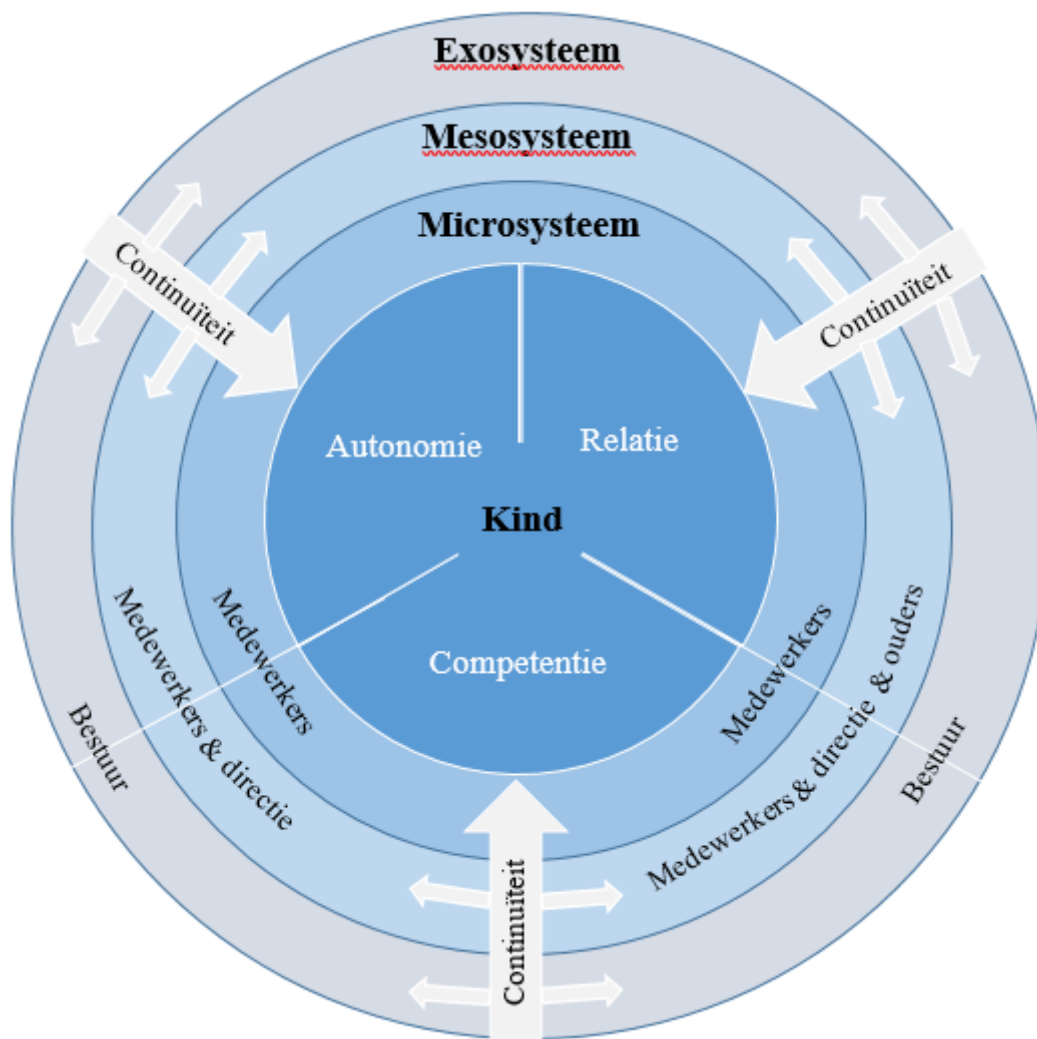 Exosysteem
Mesosysteem
Microsysteem
Continuïteit
Continuïteit
Autonomie
Relatie
Kind
Competentie
Medewerkers
Medewerkers
Medewerkers & directie
Medewerkers & directie & ouders
Bestuur
Bestuur
Continuïteit